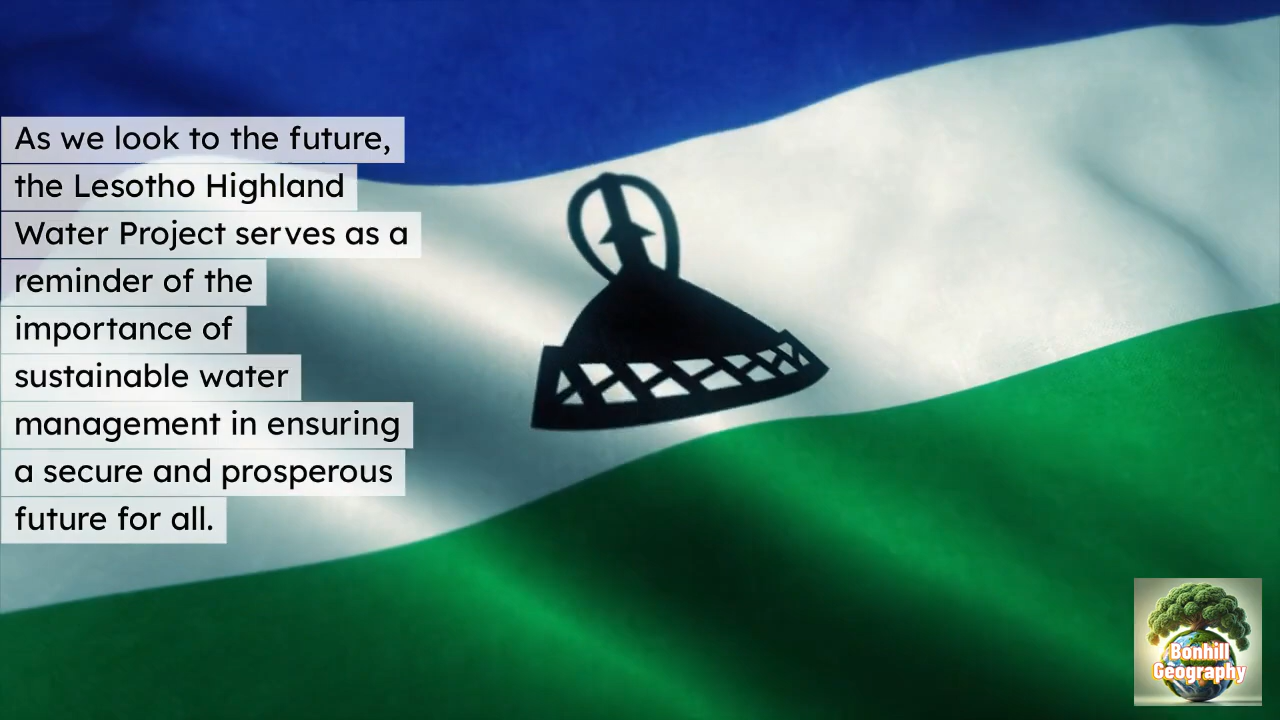 As we look to the future,
the Lesotho Highland
Water Project serves as a
reminder of the
importance of
sustainable water
management in ensuring
a secure and prosperous
future for all.
Bonhill
Geography